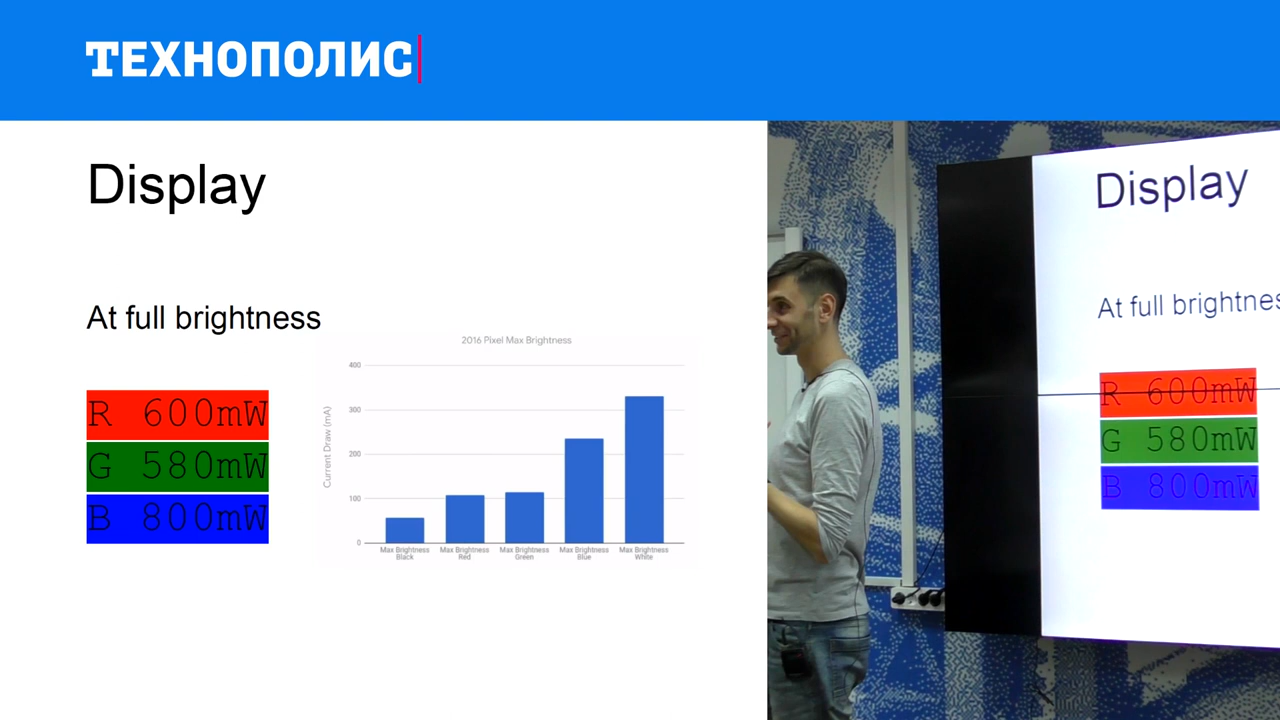 ТЕХНОПОЛИС
Display
At full brightness
R 600mW
G 580mW
B 800mW
2016 Pixel Max Brightness
Current Draw (mA)
400
300
200
100
0
Max Brightness
Black
Max Brightness
Red
Max Brightness
Green
Max Brightness
Blue
Max Brightness
White
Display
At full brightnes
R 600mW
G 580mW
B 800mW